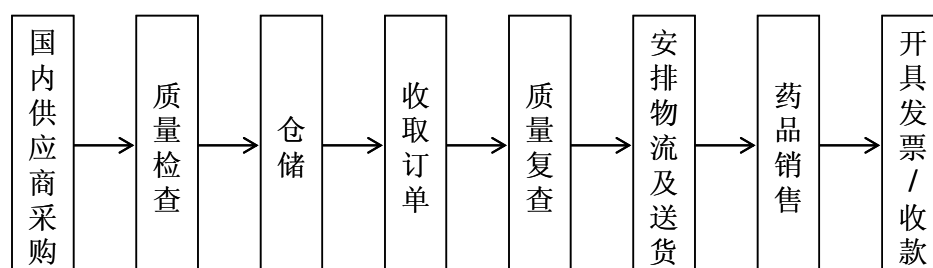 国内供应商采购
质量检查
仓储
收取订单
质量复查
安排物流及送货
药品销售
开具发票/收款